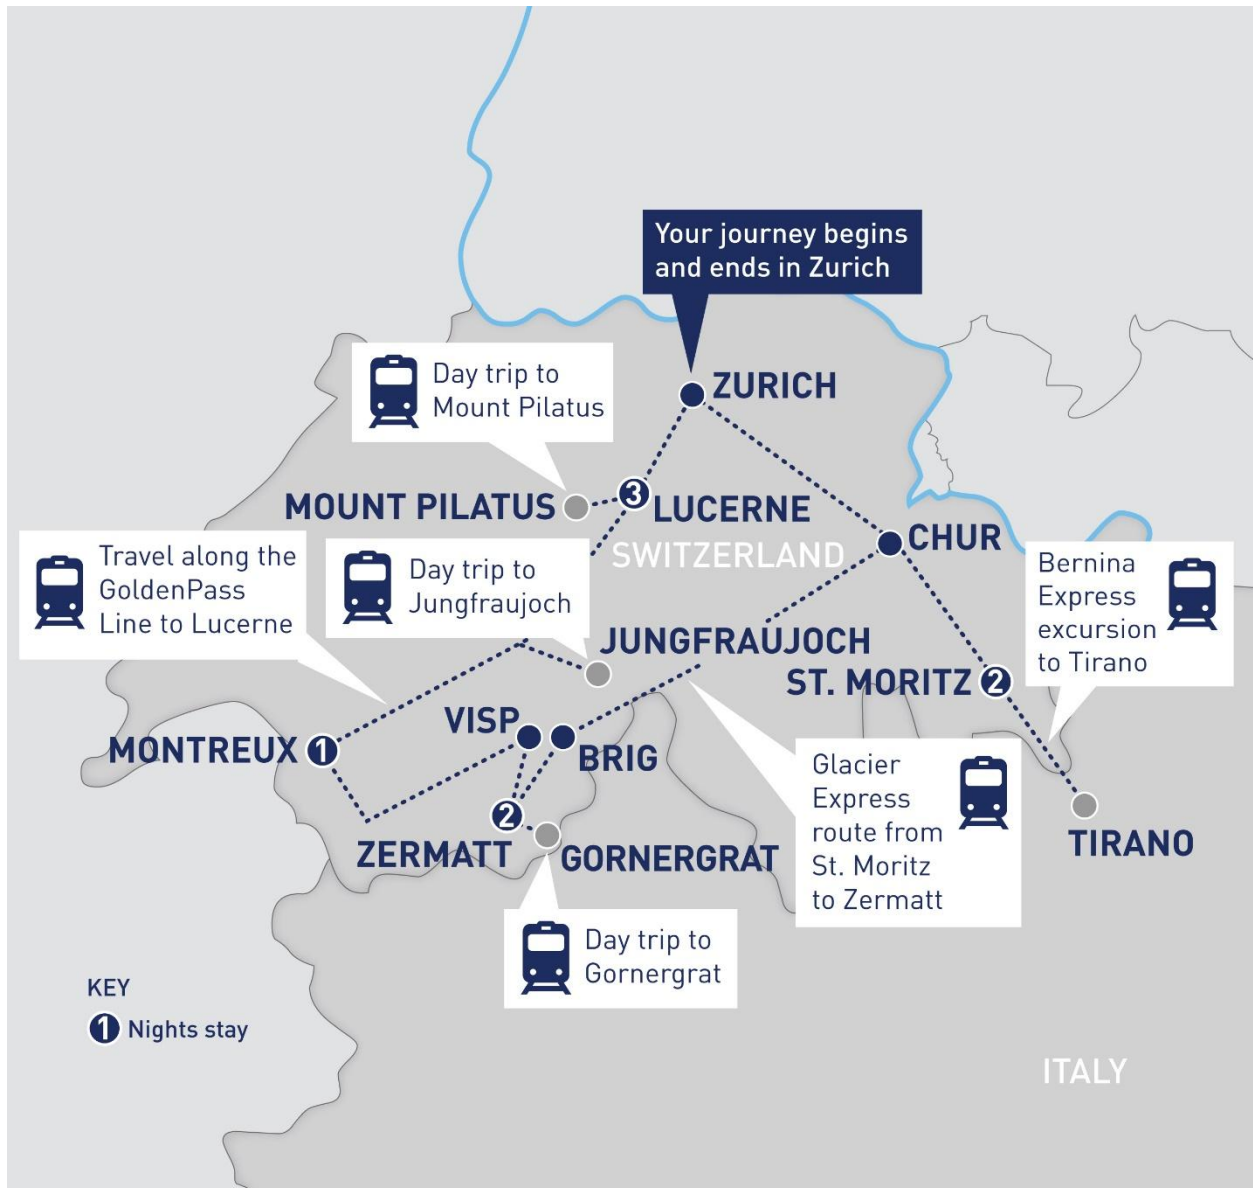 Your journey begins
and ends in Zurich
Day trip to
Mount Pilatus
ZURICH
MOUNT PILATUS
3
LUCERNE
SWITZERLAND
CHUR
Travel along the
GoldenPass
Line to Lucerne
Day trip to
Jungfraujoch
Bernina
Express
excursion
to Tirano
JUNGFRAUJOCH
ST. MORITZ
2
VISP
MONTREUX
1
BRIG
Glacier
Express
route from
St. Moritz
to Zermatt
2
ZERMATT
GORNERGRAT
TIRANO
Day trip to
Gornergrat
KEY
1 Nights stay
ITALY